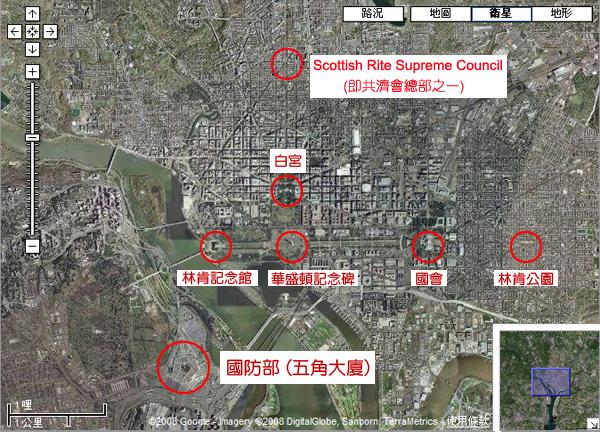 路況 地圖 衛星 地形
Scottish Rite Supreme Council
(即共濟會總部之一)
白宮
林肯記念館 華盛頓記念碑 國會 林肯公園
國防部 (五角大廈)
1 哩
1 公里
©2008 Google - Imagery ©2008 DigitalGlobe, Sanborn, TerraMetrics - 使用條款